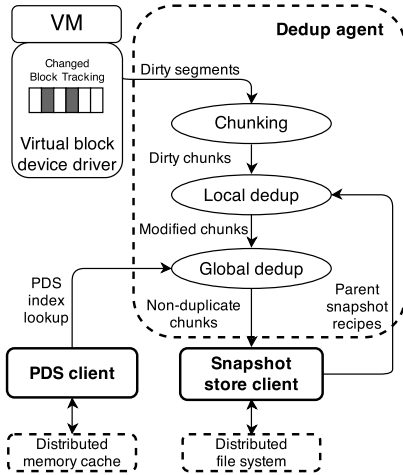 VM
Dedup agent
Changed
Block Tracking
Virtual block
device driver
Dirty segments
Chunking
Dirty chunks
Local dedup
Modified chunks
Global dedup
PDS
index
lookup
Non-duplicate
chunks
Parent
snapshot
recipes
PDS client
Snapshot
store client
Distributed
memory cache
Distributed
file system